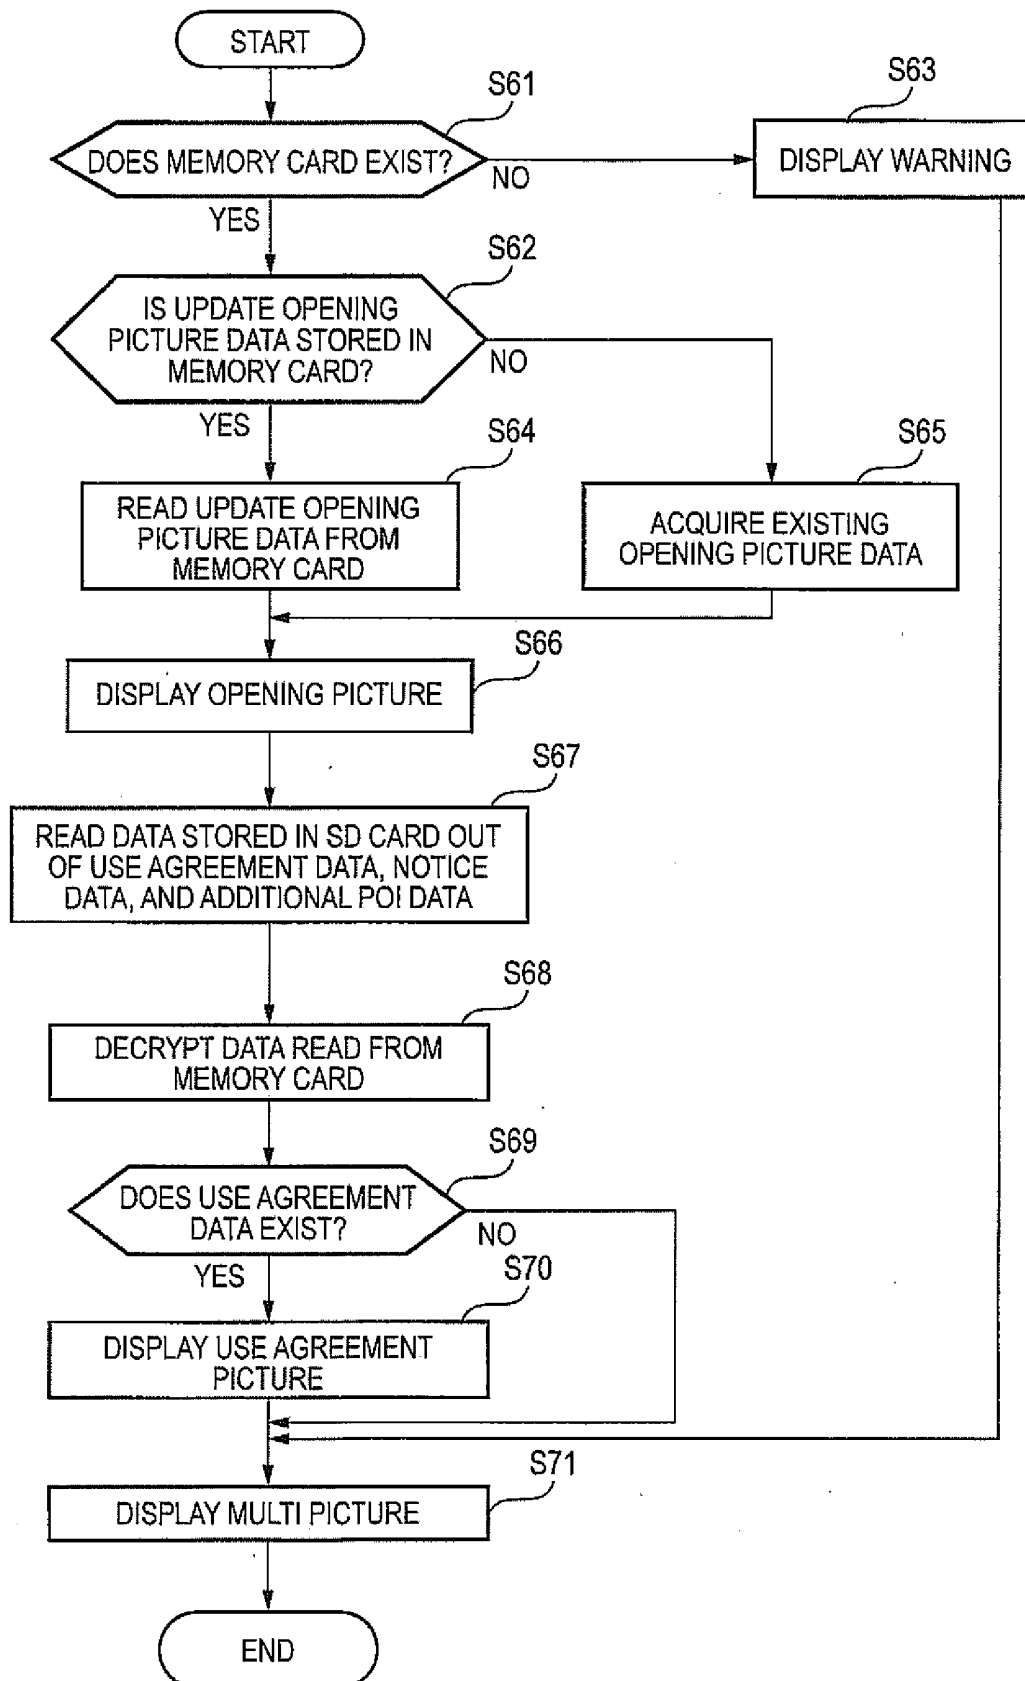 START
S61
S63
DOES MEMORY CARD EXIST?
DISPLAY WARNING
NO
YES
S62
IS UPDATE OPENING
PICTURE DATA STORED IN
MEMORY CARD?
NO
YES
S64
S65
READ UPDATE OPENING
PICTURE DATA FROM
MEMORY CARD
ACQUIRE EXISTING
OPENING PICTURE DATA
S66
DISPLAY OPENING PICTURE
S67
READ DATA STORED IN SD CARD OUT
OF USE AGREEMENT DATA, NOTICE
DATA, AND ADDITIONAL POI DATA
S68
DECRYPT DATA READ FROM
MEMORY CARD
S69
DOES USE AGREEMENT
DATA EXIST?
NO
YES
S70
DISPLAY USE AGREEMENT
PICTURE
S71
DISPLAY MULTI PICTURE
END